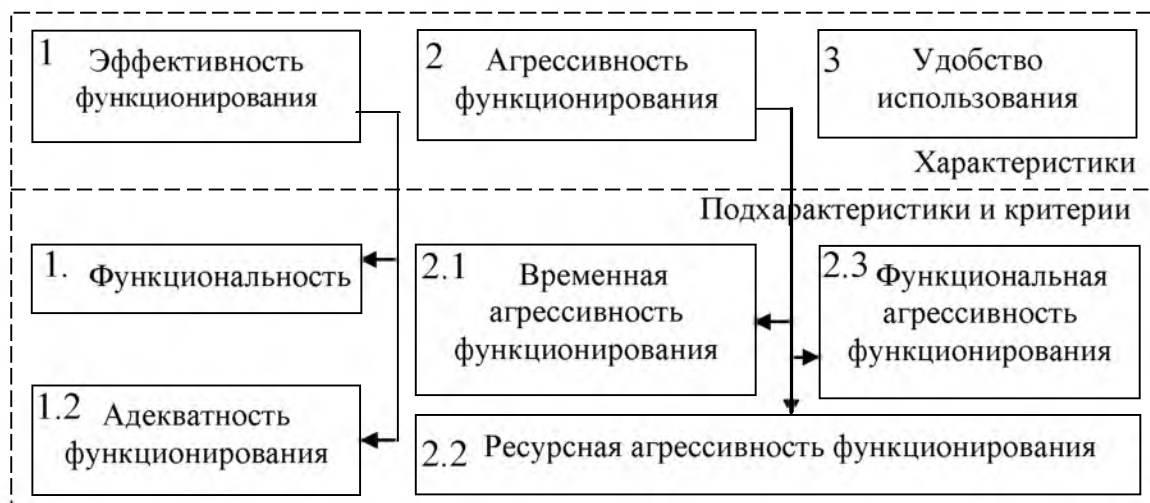 1 Эффективность
функционирования
2 Агрессивность
функционирования
3 Удобство
использования
Характеристики
Подхарактеристики и критерии
1. Функциональность
2.1 Временная
агрессивность
функционирования
2.3 Функциональная
агрессивность
функционирования
1.2 Адекватность
функционирования
2.2 Ресурсная агрессивность функционирования